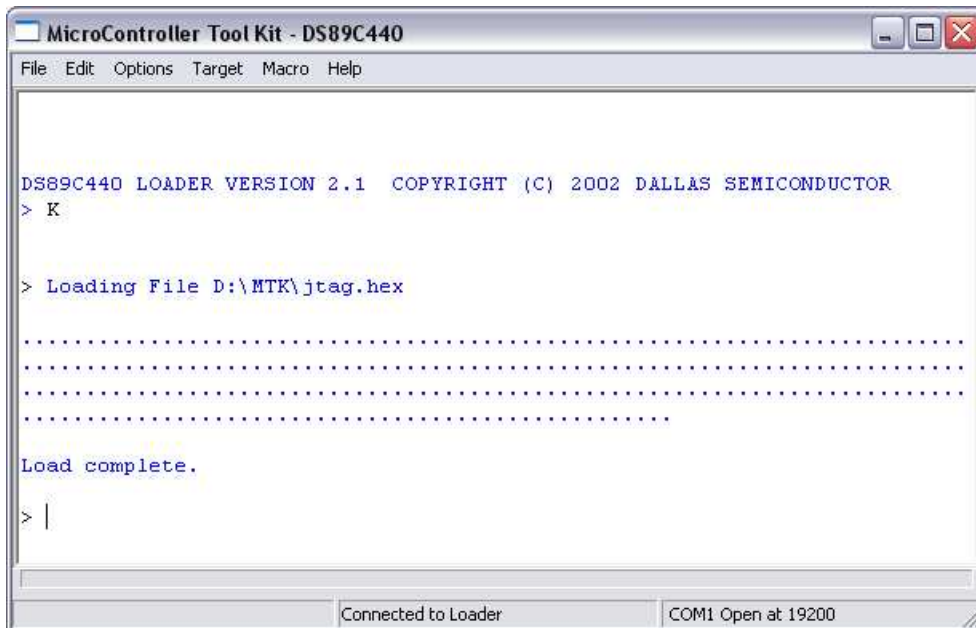 MicroController Tool Kit - DS89C440
File Edit Options Target Macro Help
DS89C440 LOADER VERSION 2.1 COPYRIGHT (C) 2002 DALLAS SEMICONDUCTOR
> K
> Loading File D:\MTK\jtag.hex
..........................................................................
..........................................................................
..........................................................................
...................................................
Load complete.
>
Connected to Loader
COM1 Open at 19200